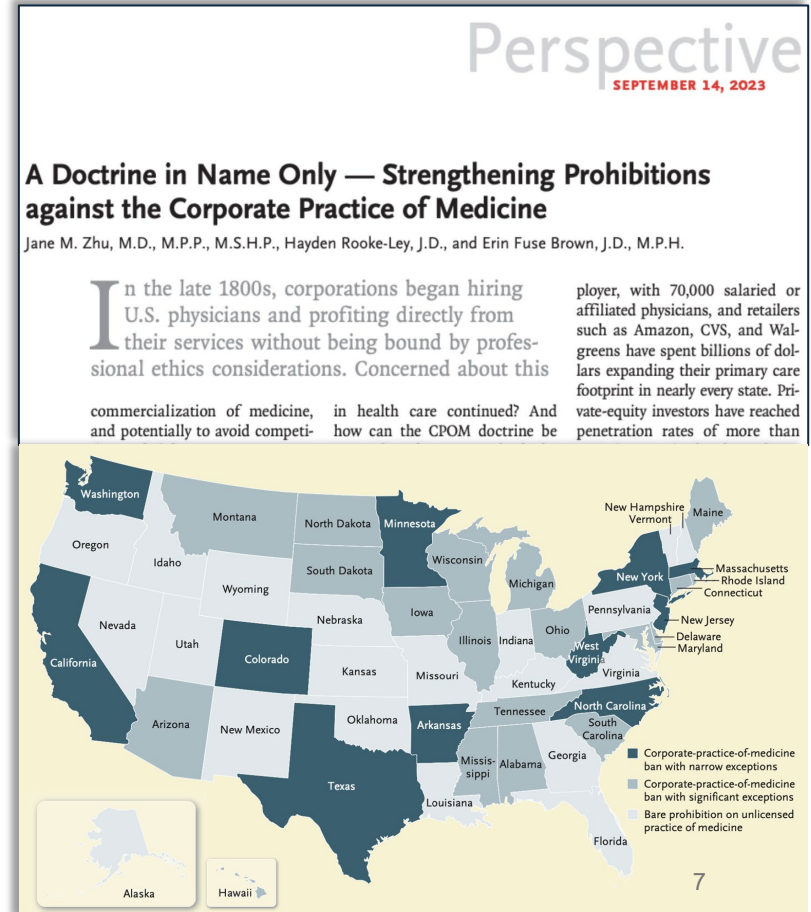 Perspective
SEPTEMBER 14, 2023
A Doctrine in Name Only — Strengthening Prohibitions
against the Corporate Practice of Medicine
Jane M. Zhu, M.D., M.P.P., M.S.H.P., Hayden Rooke-Ley, J.D., and Erin Fuse Brown, J.D., M.P.H.
In the late 1800s, corporations began hiring
U.S. physicians and profiting directly from
their services without being bound by profes-
sional ethics considerations. Concerned about this
commercialization of medicine,
and potentially to avoid competi-
in health care continued? And
how can the CPOM doctrine be
ployer, with 70,000 salaried or
affiliated physicians, and retailers
such as Amazon, CVS, and Wal-
greens have spent billions of dol-
lars expanding their primary care
footprint in nearly every state. Pri-
vate-equity investors have reached
penetration rates of more than
Washington
Oregon
California
Nevada
Idaho
Montana
Wyoming
Utah
Arizona
Colorado
New Mexico
North Dakota
South Dakota
Nebraska
Kansas
Oklahoma
Texas
Minnesota
Iowa
Missouri
Arkansas
Louisiana
Wisconsin
Illinois
Michigan
Indiana
Ohio
Kentucky
Tennessee
Missis-
sippi
Alabama
Georgia
Florida
South
Carolina
North Carolina
Virginia
West
Virginia
Pennsylvania
New York
New Hampshire
Vermont
Maine
Massachusetts
Rhode Island
Connecticut
New Jersey
Delaware
Maryland
Alaska
Hawaii
Corporate-practice-of-medicine
ban with narrow exceptions
Corporate-practice-of-medicine
ban with significant exceptions
Bare prohibition on unlicensed
practice of medicine
7